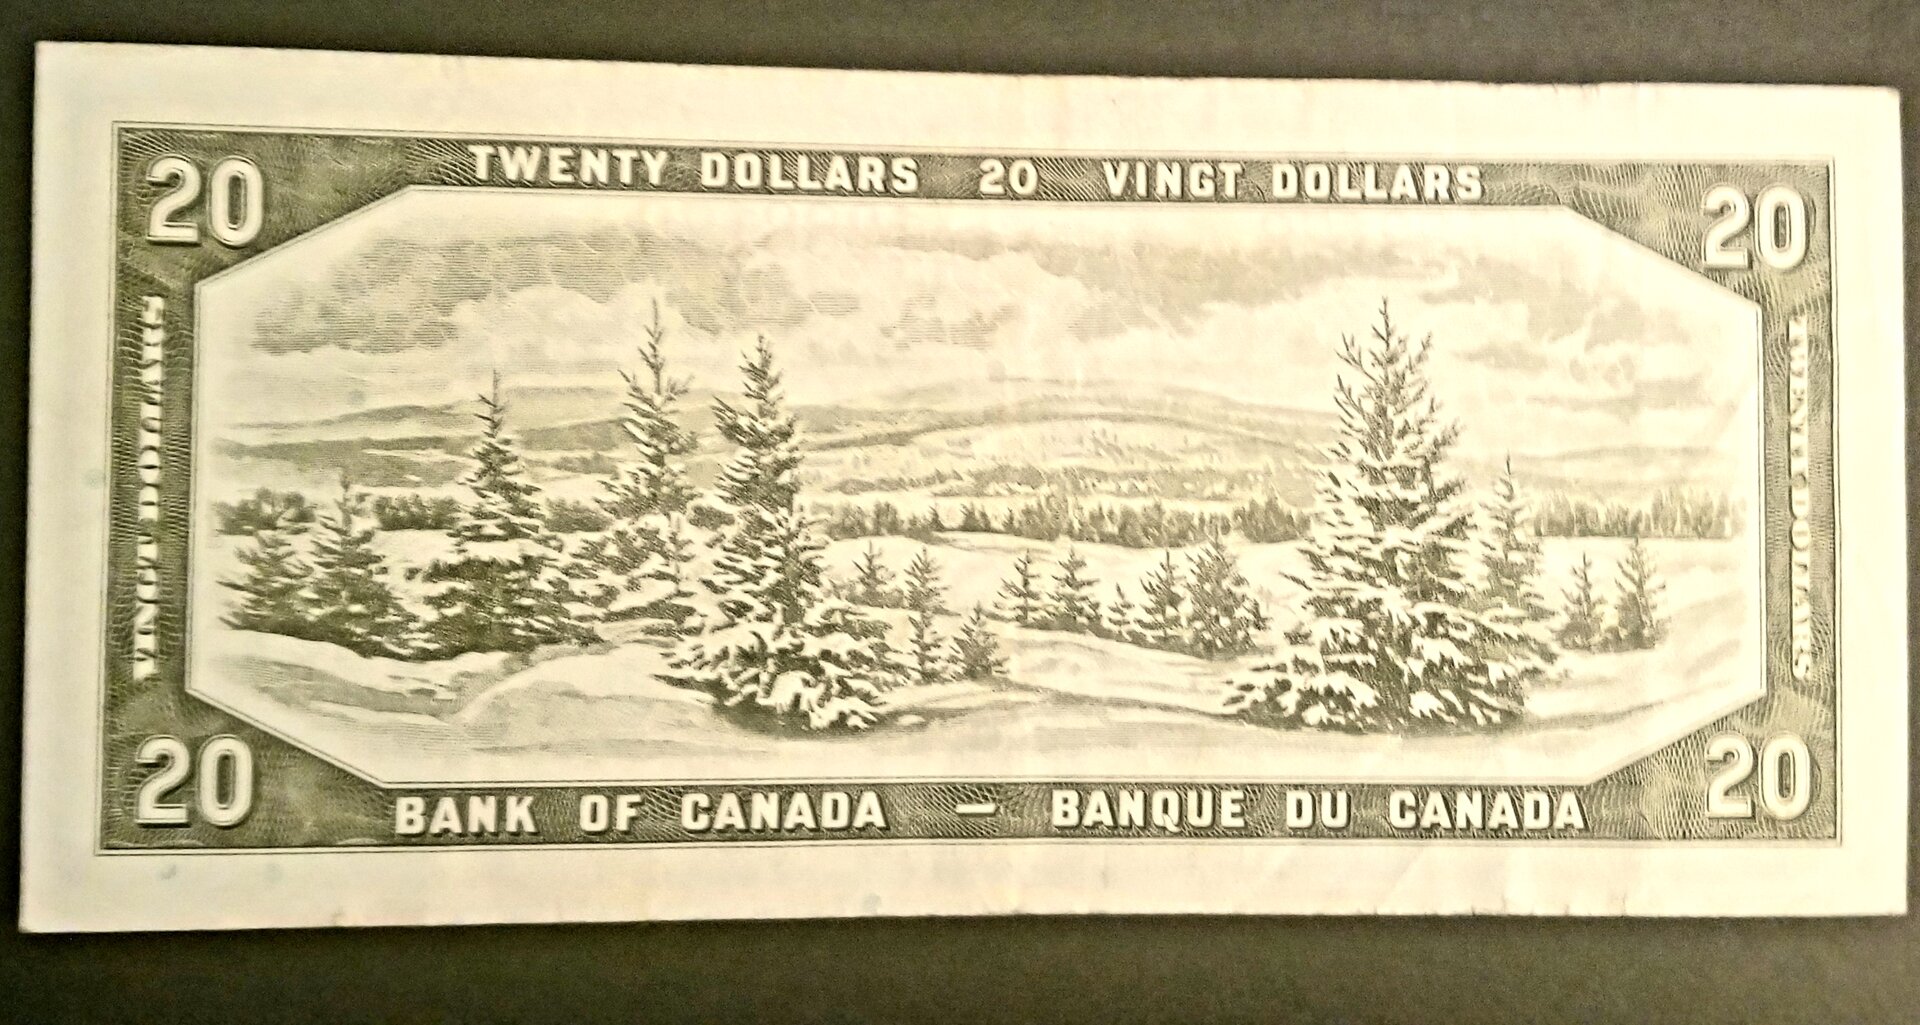 20 TWENTY DOLLARS 20 VINGT DOLLARS 20
VINGT DOLLARS
TWENTY DOLLARS
20 BANK OF CANADA — BANQUE DU CANADA 20